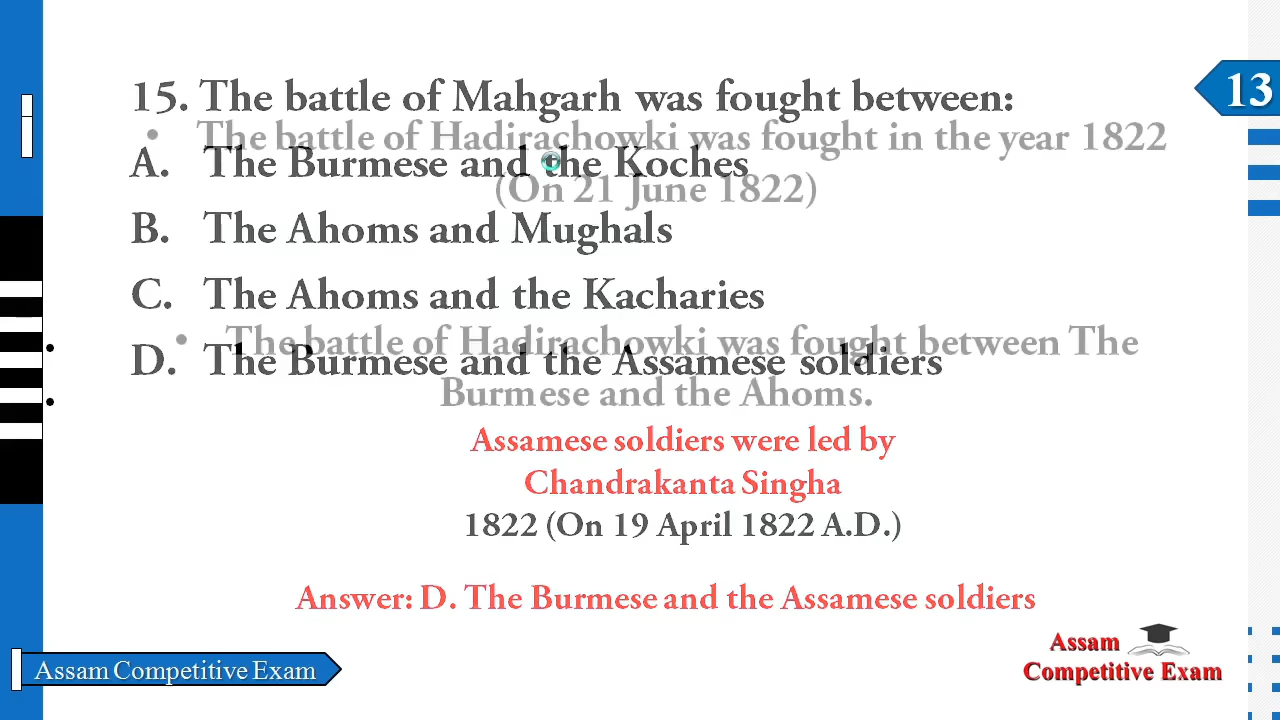 13
15. The battle of Mahgarh was fought between:
• The battle of Hadirachowki was fought in the year 1822
A. The Burmese and the Koches
(On 21 June 1822)
B. The Ahoms and Mughals
C. The Ahoms and the Kacharies
• The battle of Hadirachowki was fought between The
D. The Burmese and the Assamese soldiers
Burmese and the Ahoms.
Assamese soldiers were led by
Chandrakanta Singha
1822 (On 19 April 1822 A.D.)
Answer: D. The Burmese and the Assamese soldiers
Assam Competitive Exam
Assam
Competitive Exam